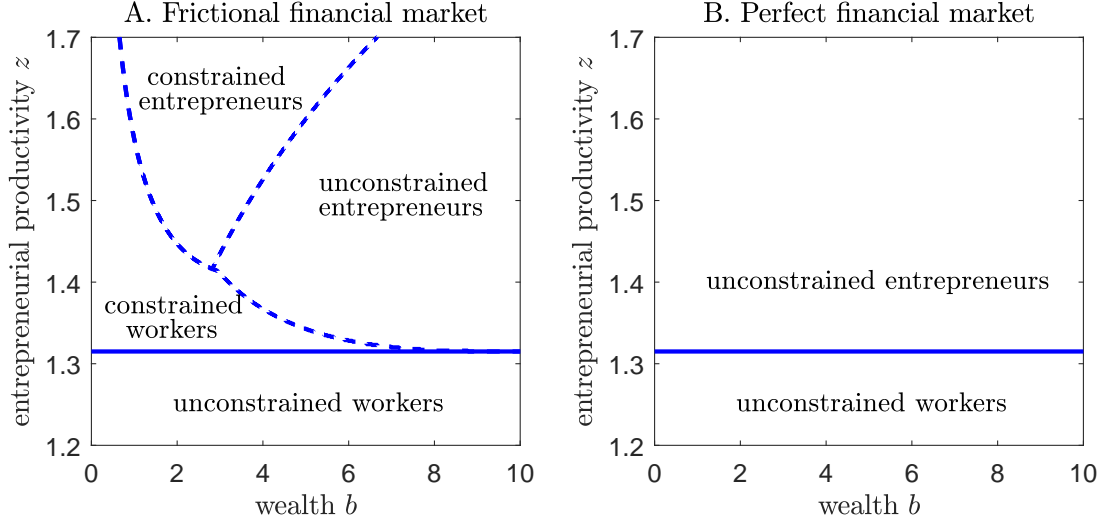 A. Frictional financial market
entrepreneurial productivity z
1.7
1.6
1.5
1.4
1.3
1.2
constrained
entrepreneurs
unconstrained
entrepreneurs
constrained
workers
unconstrained workers
0 2 4 6 8 10
wealth b
B. Perfect financial market
entrepreneurial productivity z
1.7
1.6
1.5
1.4
1.3
1.2
unconstrained entrepreneurs
unconstrained workers
0 2 4 6 8 10
wealth b